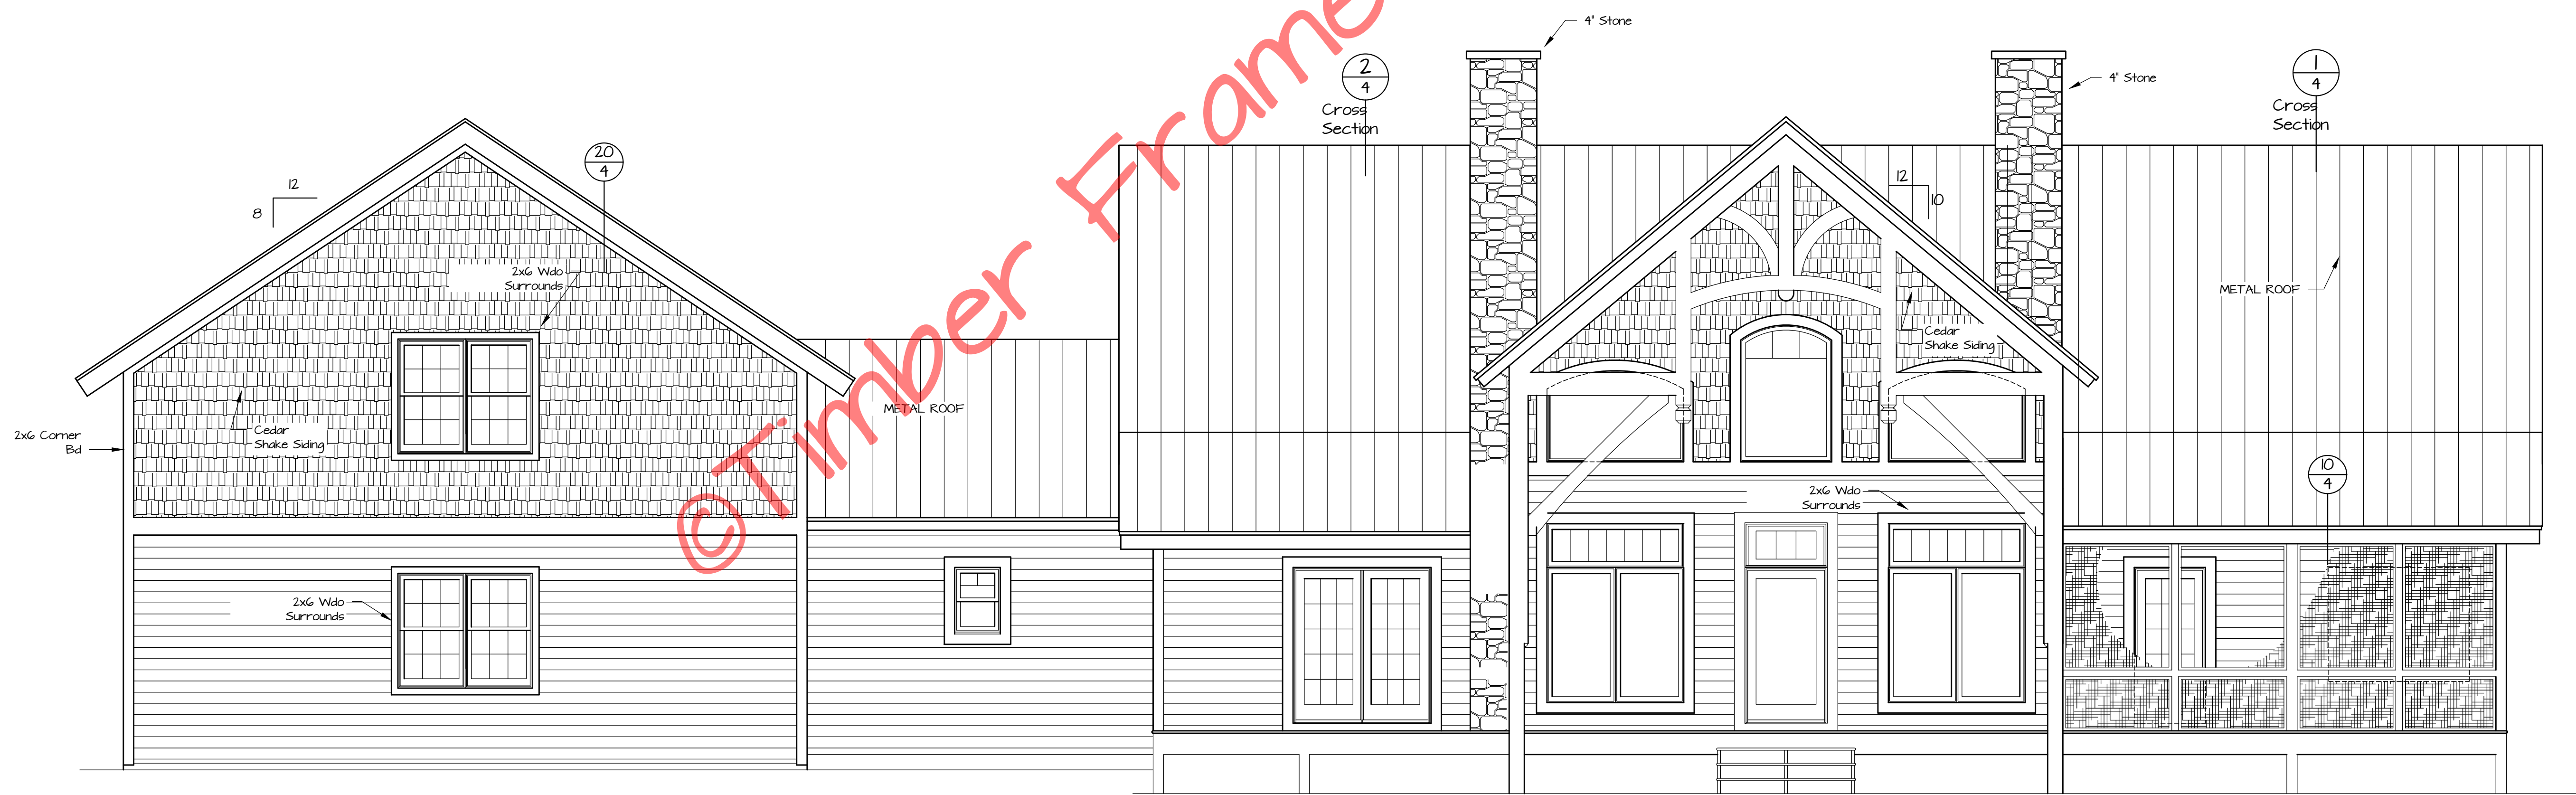 4" Stone
2
4
Cross
Section
1
4
Cross
Section
4" Stone
20
4
12
8
12
10
2x6 Wdo
Surrounds
METAL ROOF
Cedar
Shake Siding
METAL ROOF
2x6 Corner
Bd
Cedar
Shake Siding
10
4
2x6 Wdo
Surrounds
2x6 Wdo
Surrounds
©Timber Frame